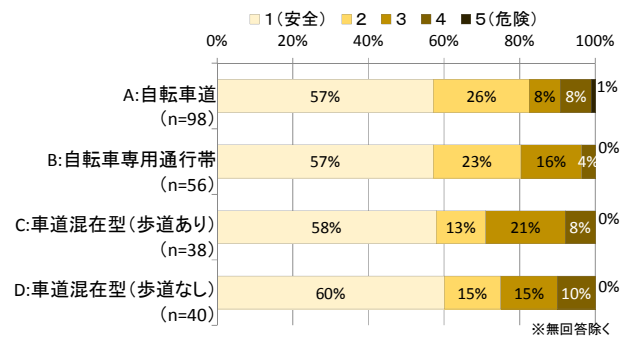 1(安全) 2 3 4 5(危険)
0% 20% 40% 60% 80% 100%
A:自転車道
(n=98)
57% 26% 8% 8% 1%
B:自転車専用通行帯
(n=56)
57% 23% 16% 4% 0%
C:車道混在型(歩道あり)
(n=38)
58% 13% 21% 8% 0%
D:車道混在型(歩道なし)
(n=40)
60% 15% 15% 10% 0%
※無回答除く